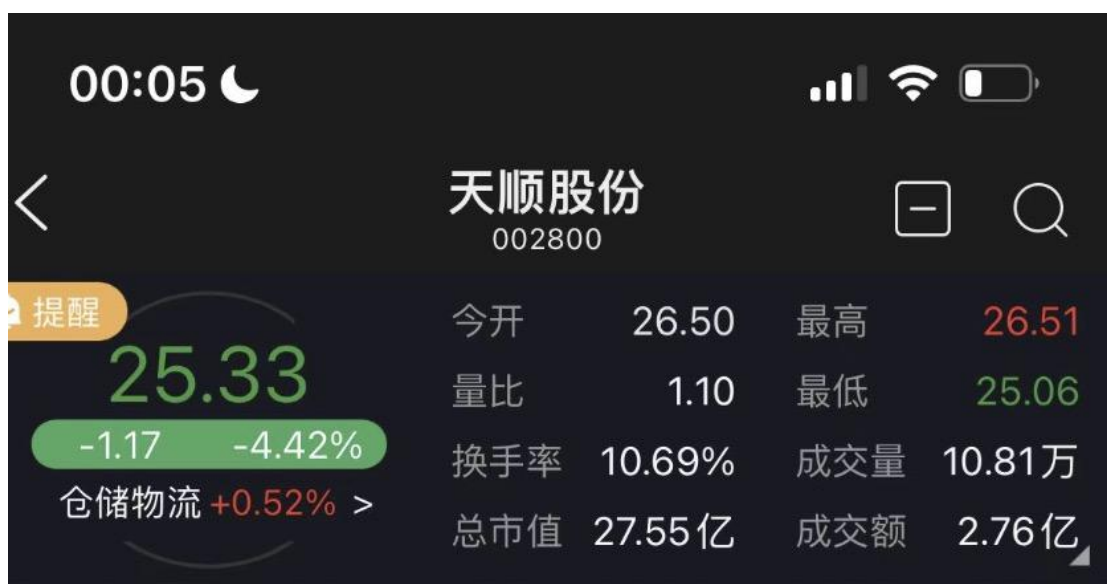 00:05
天顺股份
002800
提醒
25.33
-1.17 -4.42%
仓储物流 +0.52% >
今开 26.50 最高 26.51
量比 1.10 最低 25.06
换手率 10.69% 成交量 10.81万
总市值 27.55亿 成交额 2.76亿